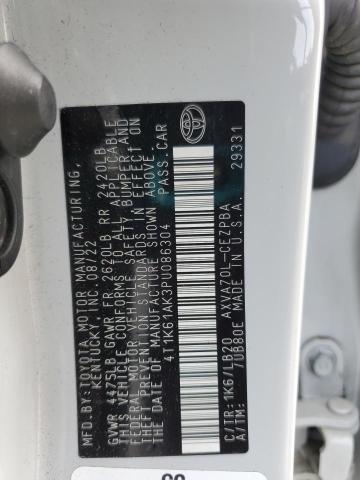 MFD.BY:TOYOTA MOTOR MANUFACTURING,
KENTUCKY, INC. 08/22
GVWR 4475LB GAWR FR 2620LB RR 2420LB
THIS VEHICLE CONFORMS TO ALL APPLICABLE
FEDERAL MOTOR VEHICLE SAFETY, BUMPER, AND
THEFT PREVENTION STANDARDS IN EFFECT ON
THE DATE OF MANUFACTURE SHOWN ABOVE.
4T1K61AK3PU086304 PASS.CAR
C/TR:1K6/LB20 AXVA70L-CEZPBA
A/TM: /UB80E MADE IN U.S.A. 29331